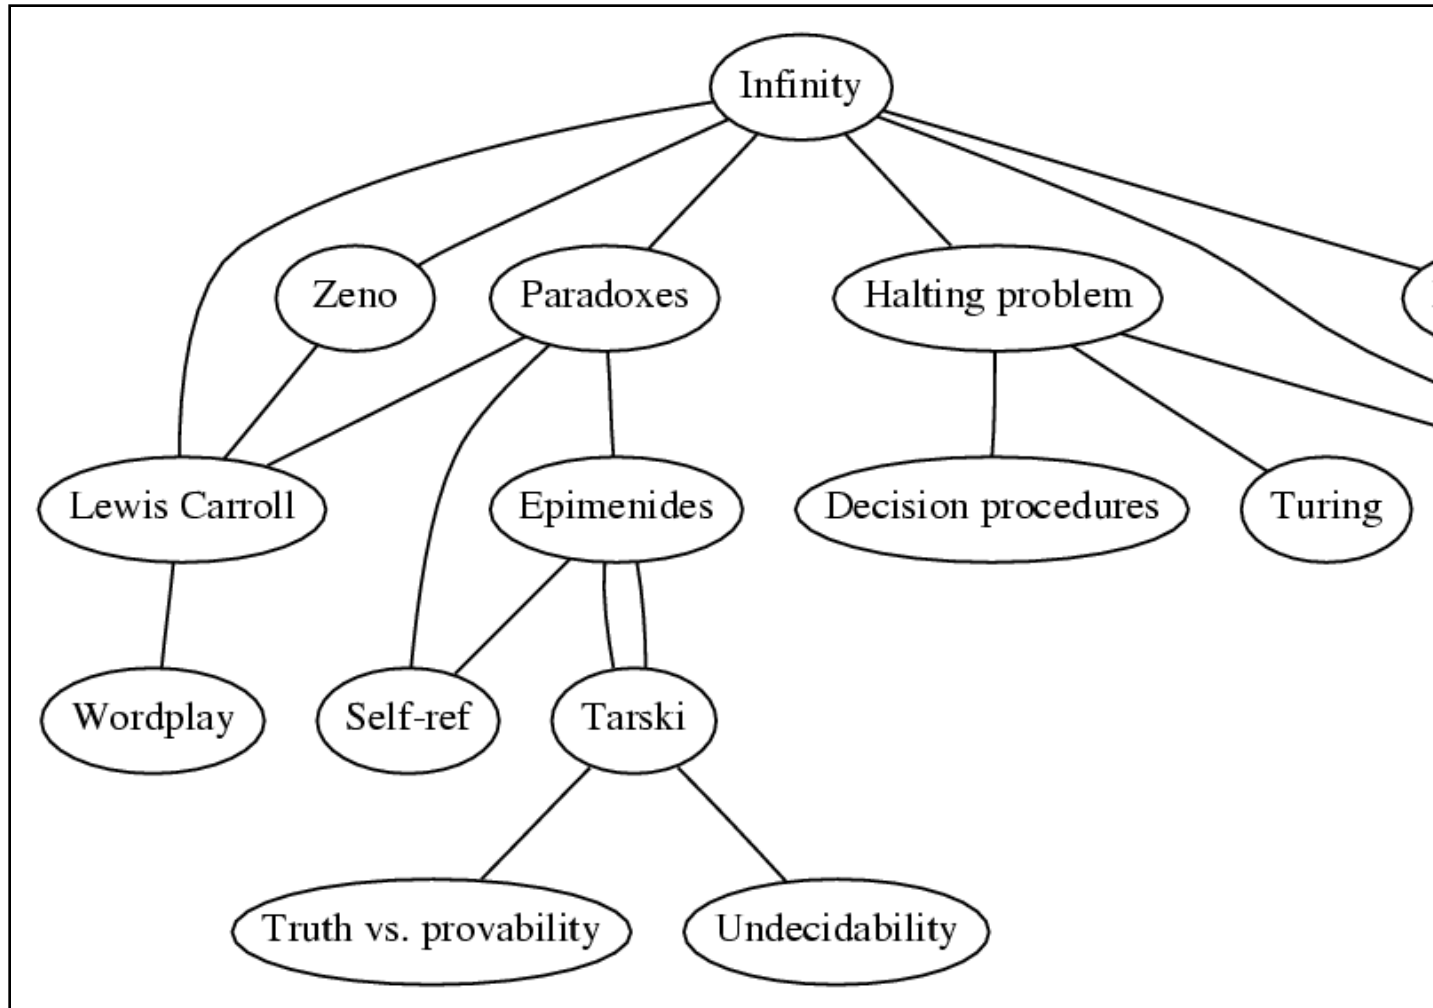 Infinity
Zeno
Paradoxes
Halting problem
Lewis Carroll
Epimenides
Decision procedures
Turing
Wordplay
Self-ref
Tarski
Truth vs. provability
Undecidability